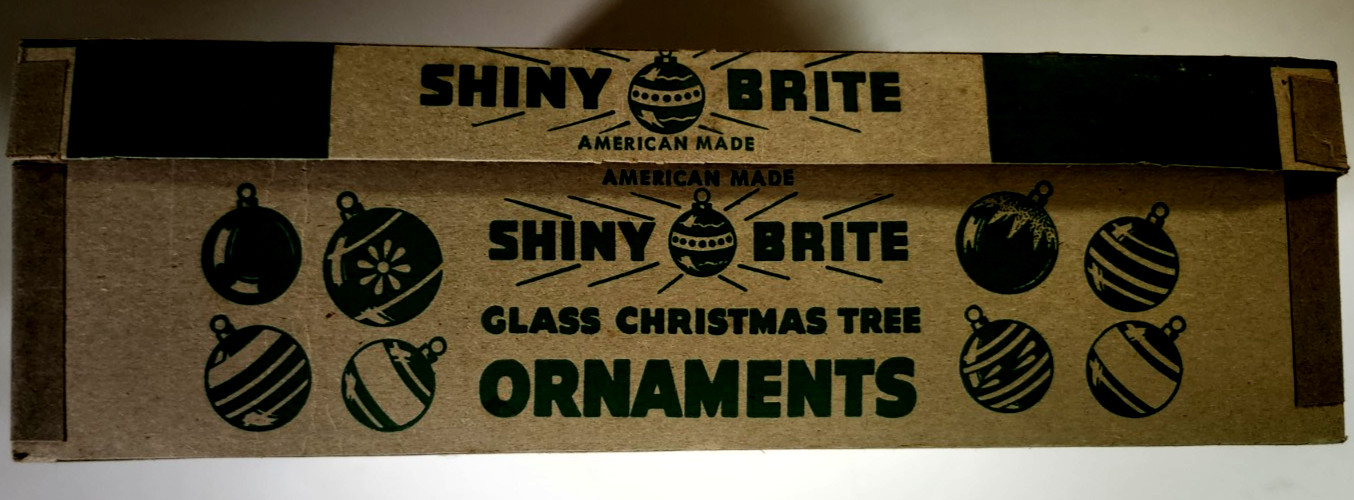 SHINY BRITE
AMERICAN MADE
AMERICAN MADE
SHINY BRITE
GLASS CHRISTMAS TREE
ORNAMENTS